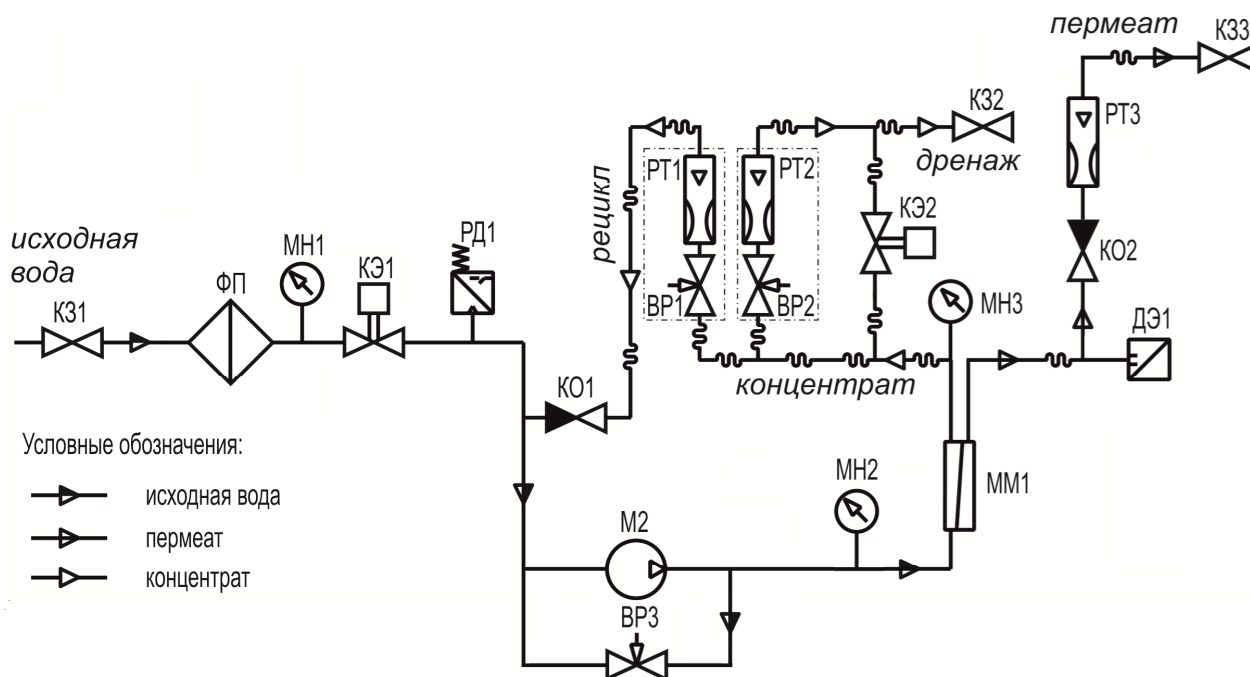 пермеат
КЗ3
КЗ2
РТ1
РТ2
РТ3
дренаж
рецикл
КЭ2
исходная
вода
МН1
КЭ1
РД1
ФП
КО2
КЗ1
ВР1
ВР2
МН3
ДЭ1
КО1
концентрат
Условные обозначения:
МН2
ММ1
исходная вода
М2
пермеат
концентрат
ВР3